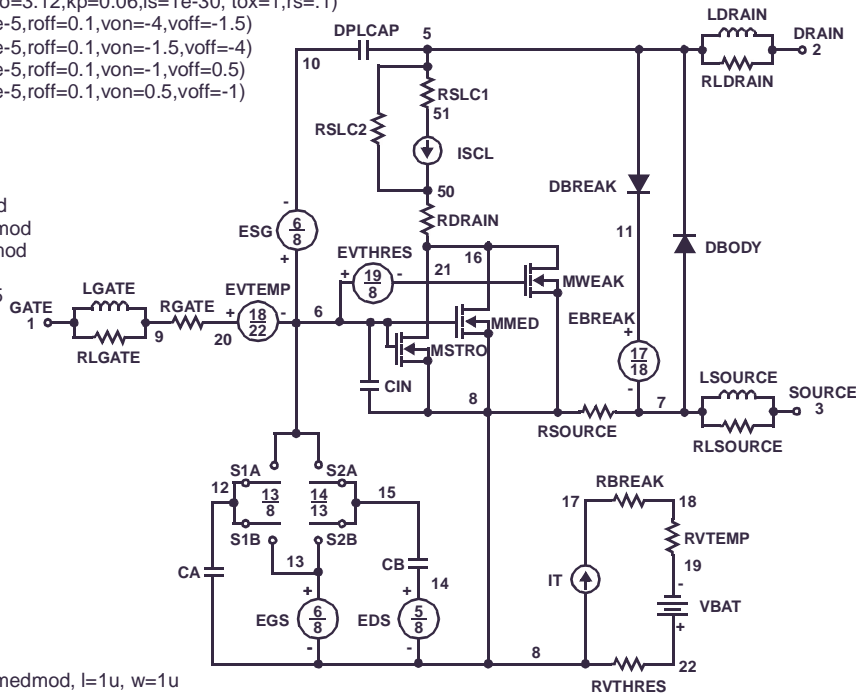 o=3.12,kp=0.06,is=1e-30, tox=1,rs=.1)
e-5,roff=0.1,von=-4,voff=-1.5)
e-5,roff=0.1,von=-1.5,voff=-4)
e-5,roff=0.1,von=-1,voff=0.5)
e-5,roff=0.1,von=0.5,voff=-1)
d
mod
mod
5
LDRAIN
DPLCAP 5
DRAIN
2
10
RLDRAIN
RSLC1
51
RSLC2
ISCL
50
DBREAK
RDRAIN
ESG
-
6
8
+
11
DBODY
EVTHRES
16
21
+ 19 -
8
MWEAK
LGATE
GATE
1
RLGATE
9
RGATE
20
EVTEMP
+ 18 -
22
6
MMED
MSTRO
EBREAK
+
17
18
-
CIN
8
RSOURCE
7
LSOURCE
SOURCE
3
RLSOURCE
S1A
S2A
12
13
8
14
13
15
S1B
S2B
13
CA
CB
14
+
EGS
6
8
-
+
EDS
5
8
-
RBREAK
17
18
RVTEMP
19
IT
-
VBAT
+
8
22
RVTHRES
medmod, l=1u, w=1u